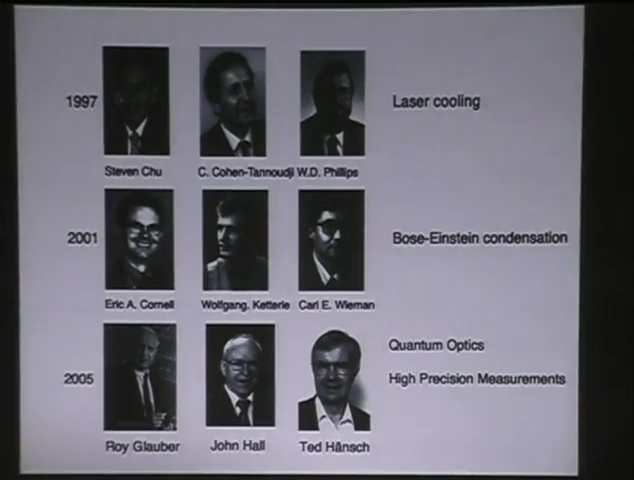 1997
Laser cooling
Steven Chu
C. Cohen-Tannoudji W.D. Phillips
2001
Bose-Einstein condensation
Eric A. Cornell
Wolfgang. Ketterle
Carl E. Wieman
2005
Quantum Optics
High Precision Measurements
Roy Glauber
John Hall
Ted Hänsch